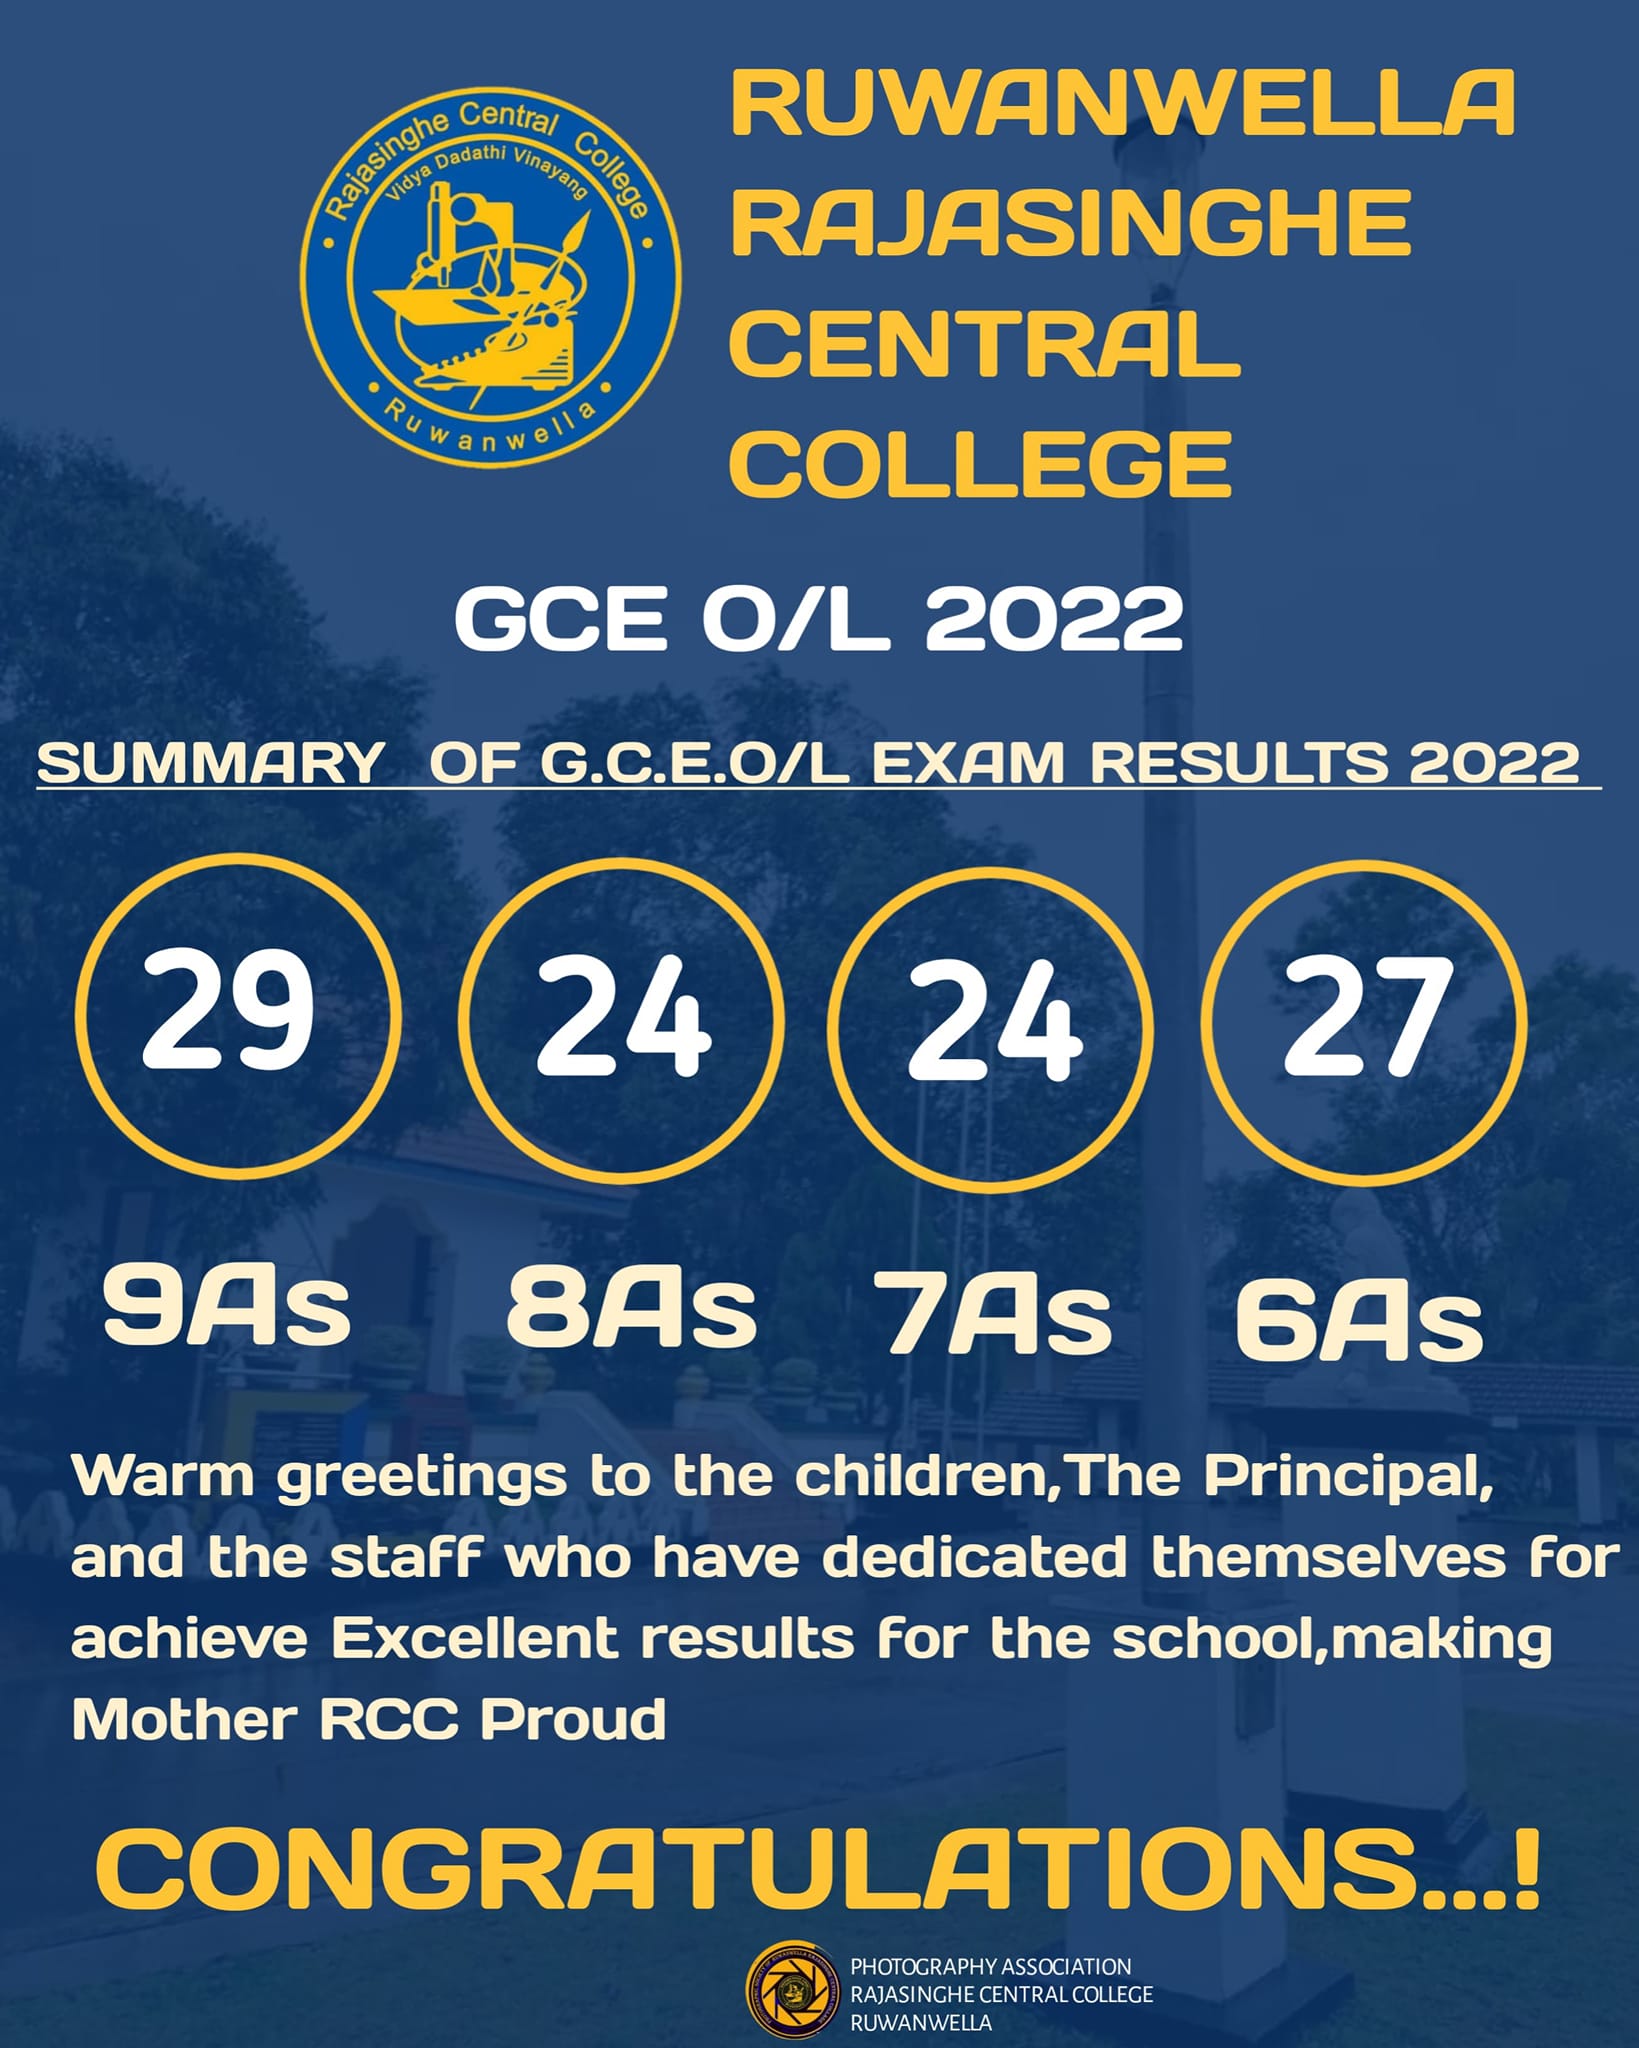 Rajasinghe Central College
Vidya Dadathi Vinayang
Ruwanwella
RUWANWELLA
RAJASINGHE
CENTRAL
COLLEGE
GCE O/L 2022
SUMMARY OF G.C.E.O/L EXAM RESULTS 2022
29 24 24 27
9As 8As 7As 6As
Warm greetings to the children,The Principal,
and the staff who have dedicated themselves for
achieve Excellent results for the school,making
Mother RCC Proud
CONGRATULATIONS...!
PHOTOGRAPHY ASSOCIATION
RAJASINGHE CENTRAL COLLEGE
RUWANWELLA